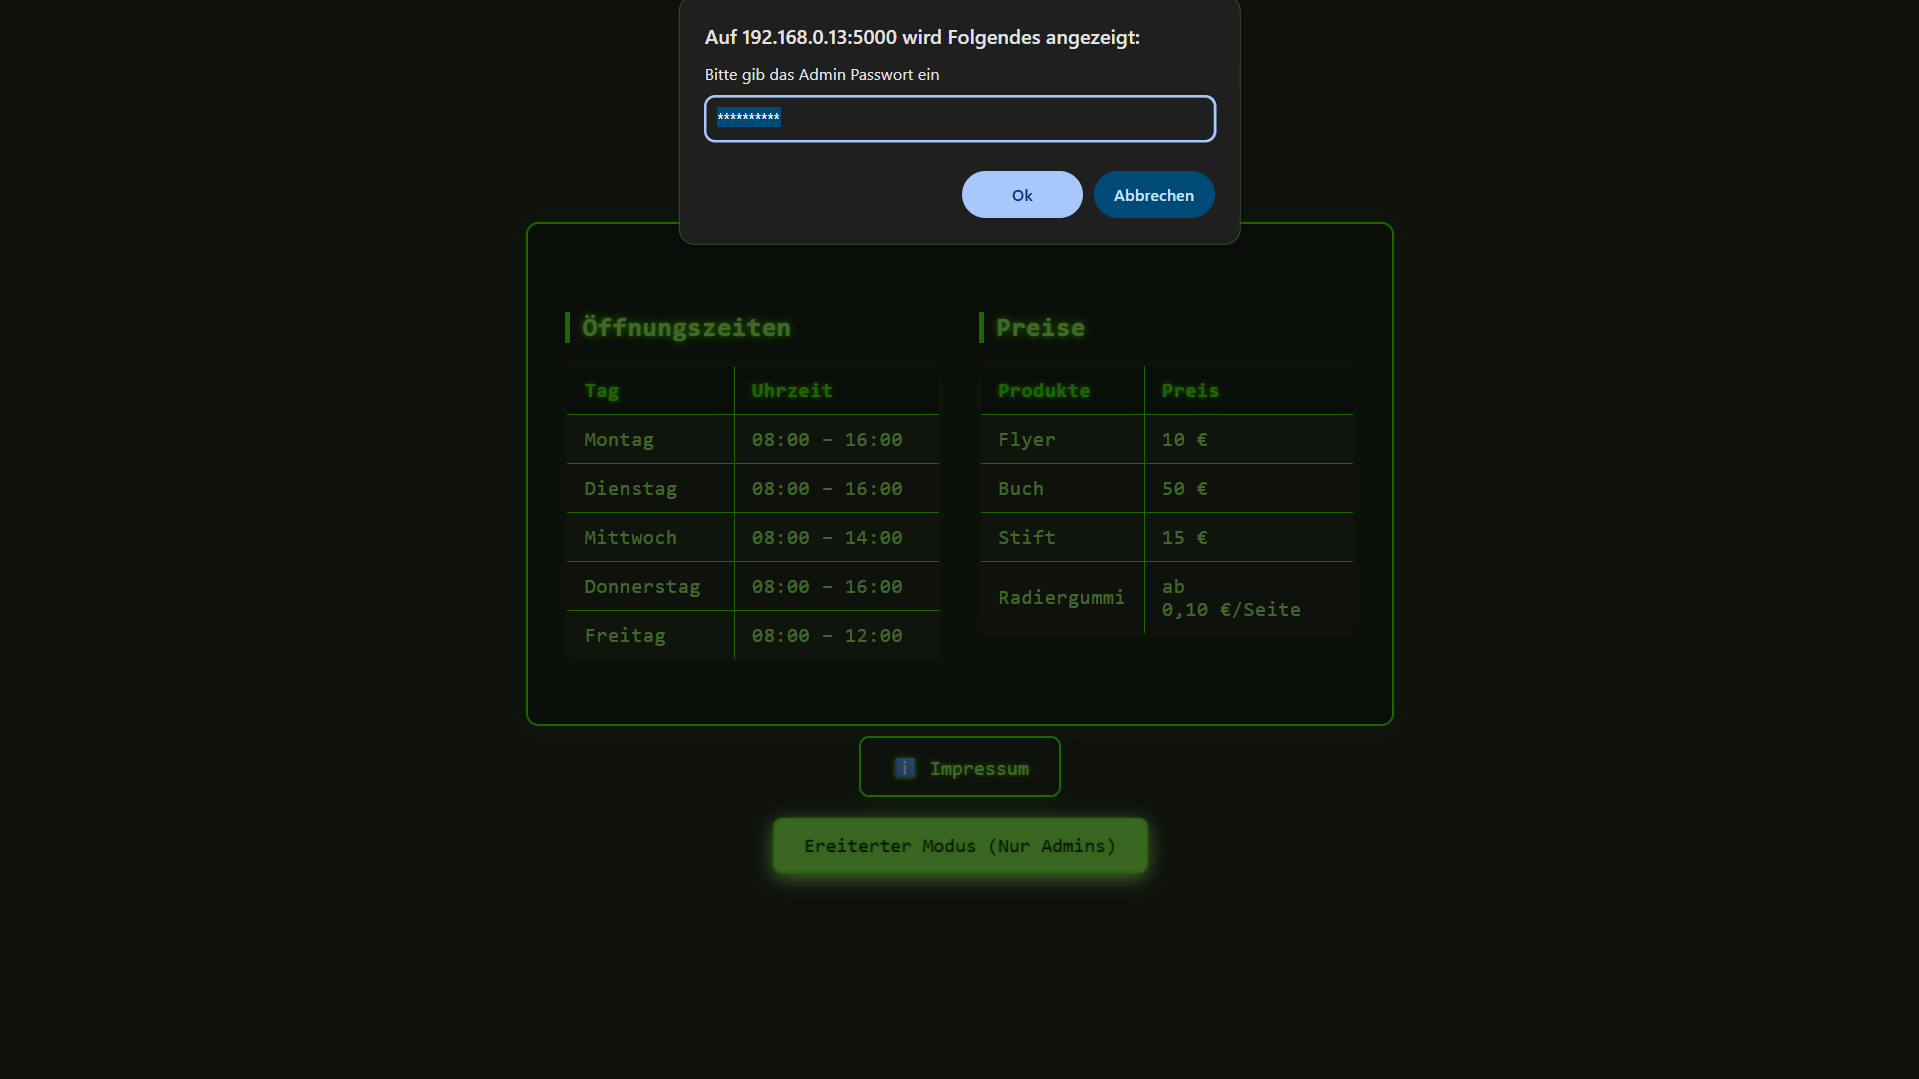 Auf 192.168.0.13:5000 wird Folgendes angezeigt:
Bitte gib das Admin Passwort ein
**********
Ok
Abbrechen
Öffnungszeiten
Tag Uhrzeit
Montag 08:00 – 16:00
Dienstag 08:00 – 16:00
Mittwoch 08:00 – 14:00
Donnerstag 08:00 – 16:00
Freitag 08:00 – 12:00
Preise
Produkte Preis
Flyer 10 €
Buch 50 €
Stift 15 €
Radiergummi ab
0,10 €/Seite
ℹ Impressum
Ereiterter Modus (Nur Admins)